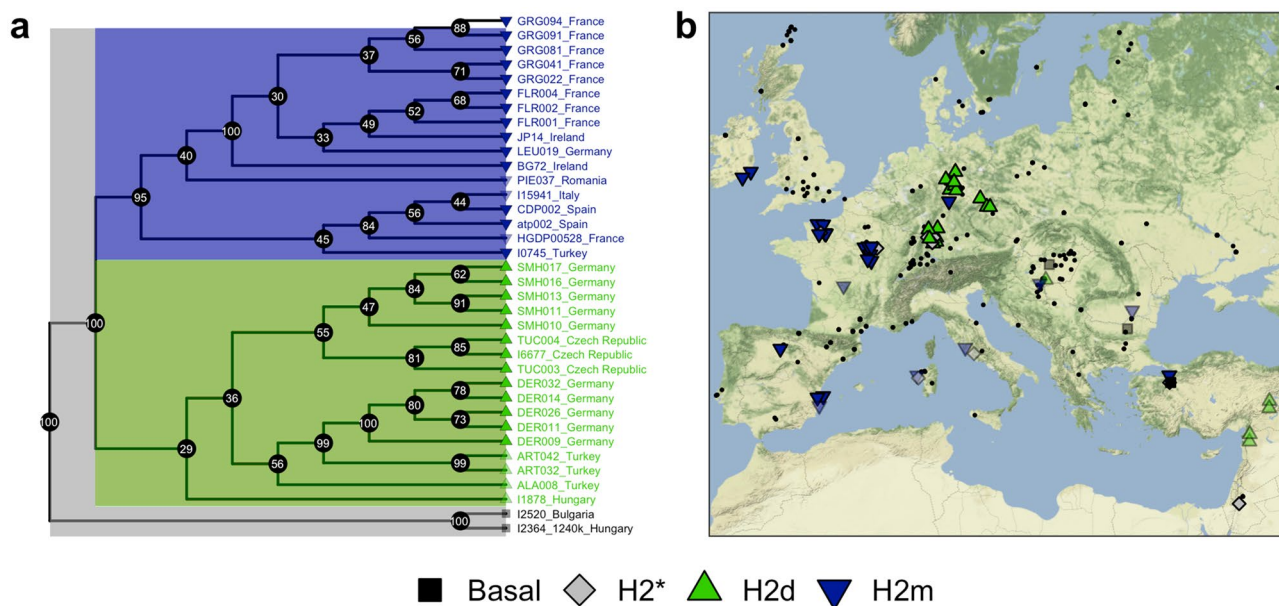 a
b
GRG094_France
GRG091_France
GRG081_France
GRG041_France
GRG022_France
FLR004_France
FLR002_France
FLR001_France
JP14_Ireland
LEU019_Germany
BG72_Ireland
PIE037_Romania
I15941_Italy
CDP002_Spain
atp002_Spain
HGDP00528_France
I0745_Turkey
SMH017_Germany
SMH016_Germany
SMH013_Germany
SMH011_Germany
SMH010_Germany
TUC004_Czech Republic
I6677_Czech Republic
TUC003_Czech Republic
DER032_Germany
DER014_Germany
DER026_Germany
DER011_Germany
DER009_Germany
ART042_Turkey
ART032_Turkey
ALA008_Turkey
I1878_Hungary
I2520_Bulgaria
I2364_1240k_Hungary
88
56
37
71
30
68
52
49
33
100
40
95
44
56
84
45
62
84
91
47
55
85
81
100
36
78
80
73
100
99
99
56
29
100
100
Basal H2* H2d H2m